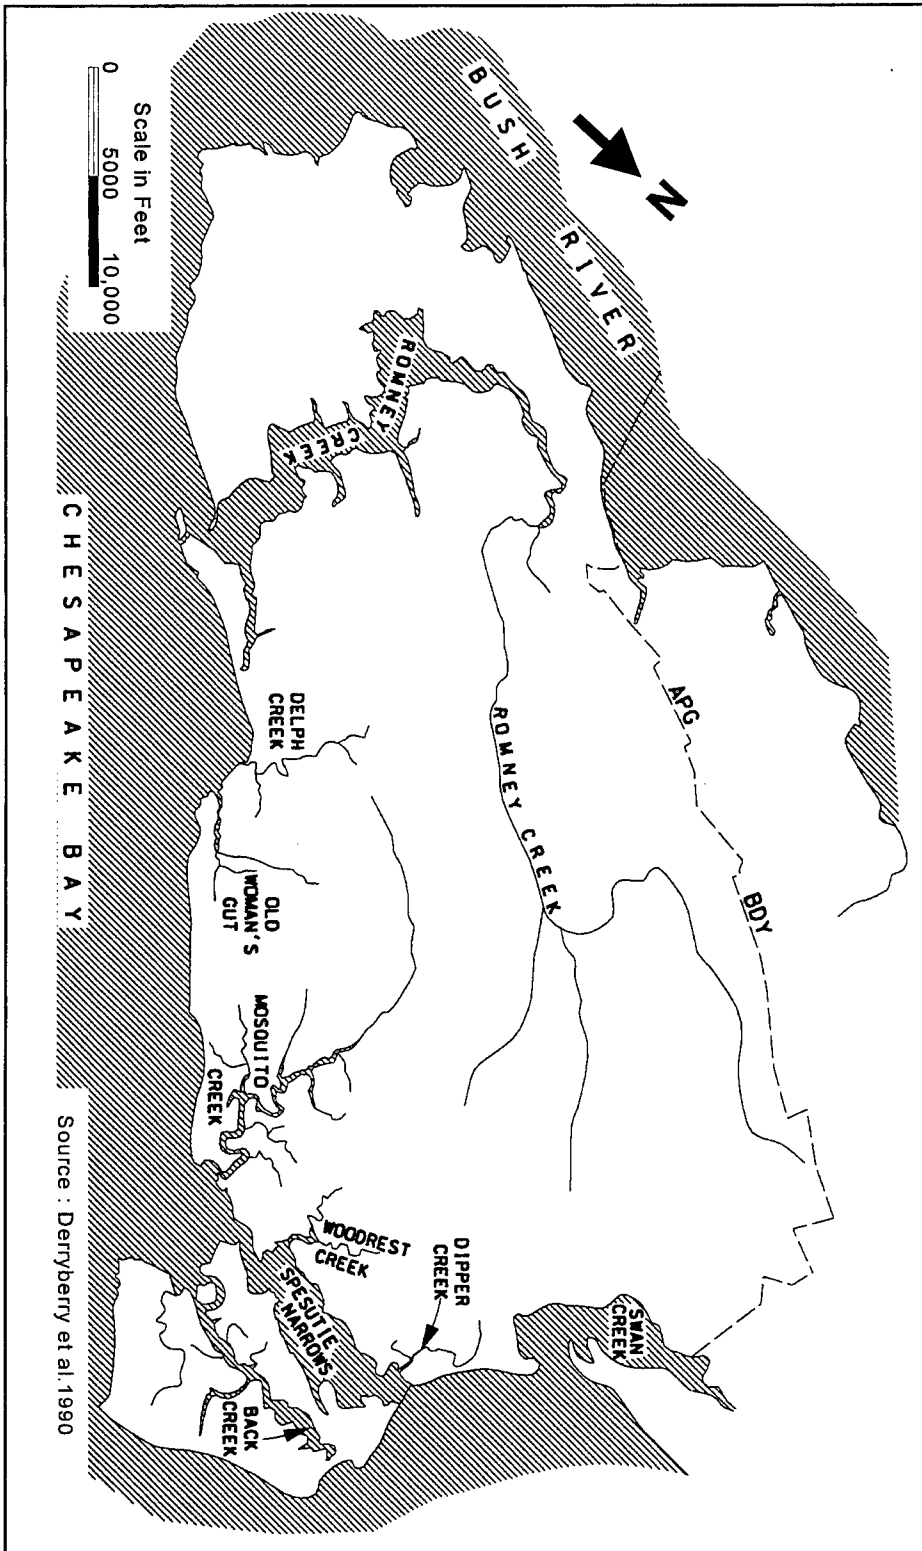 BUSH RIVER
N
Scale in Feet
0 5000 10,000
ROMNEY
CREEK
CHESAPEAKE BAY
DELPH
CREEK
OLD
WOMAN'S
GUT
ROMNEY CREEK
APG BDY
MOSQUITO
CREEK
WOODREST
CREEK
SPESUTIE
NARROWS
DIPPER
CREEK
SWAN
CREEK
BACK
CREEK
Source : Derryberry et al.1990